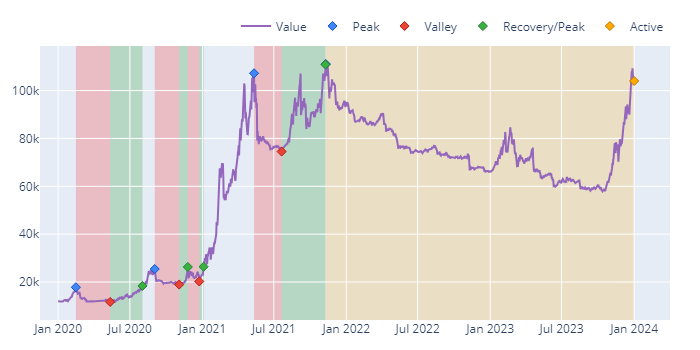 Value Peak Valley Recovery/Peak Active
100k
80k
60k
40k
20k
Jan 2020 Jul 2020 Jan 2021 Jul 2021 Jan 2022 Jul 2022 Jan 2023 Jul 2023 Jan 2024